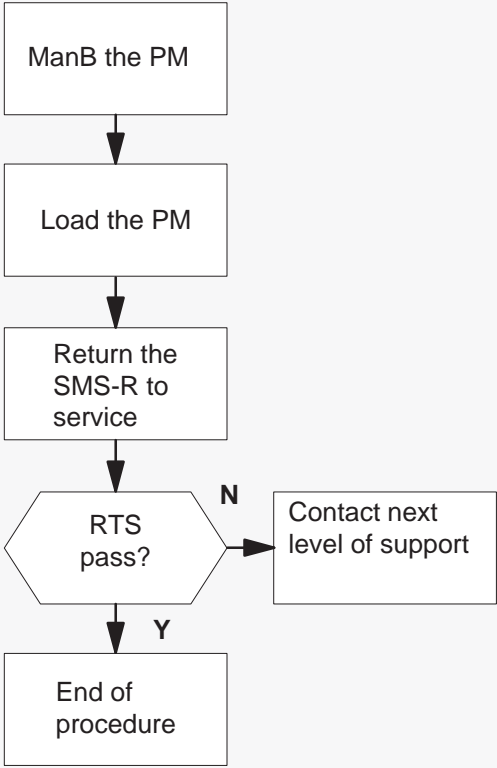 ManB the PM
Load the PM
Return the
SMS-R to
service
RTS
pass?
N
Contact next
level of support
Y
End of
procedure